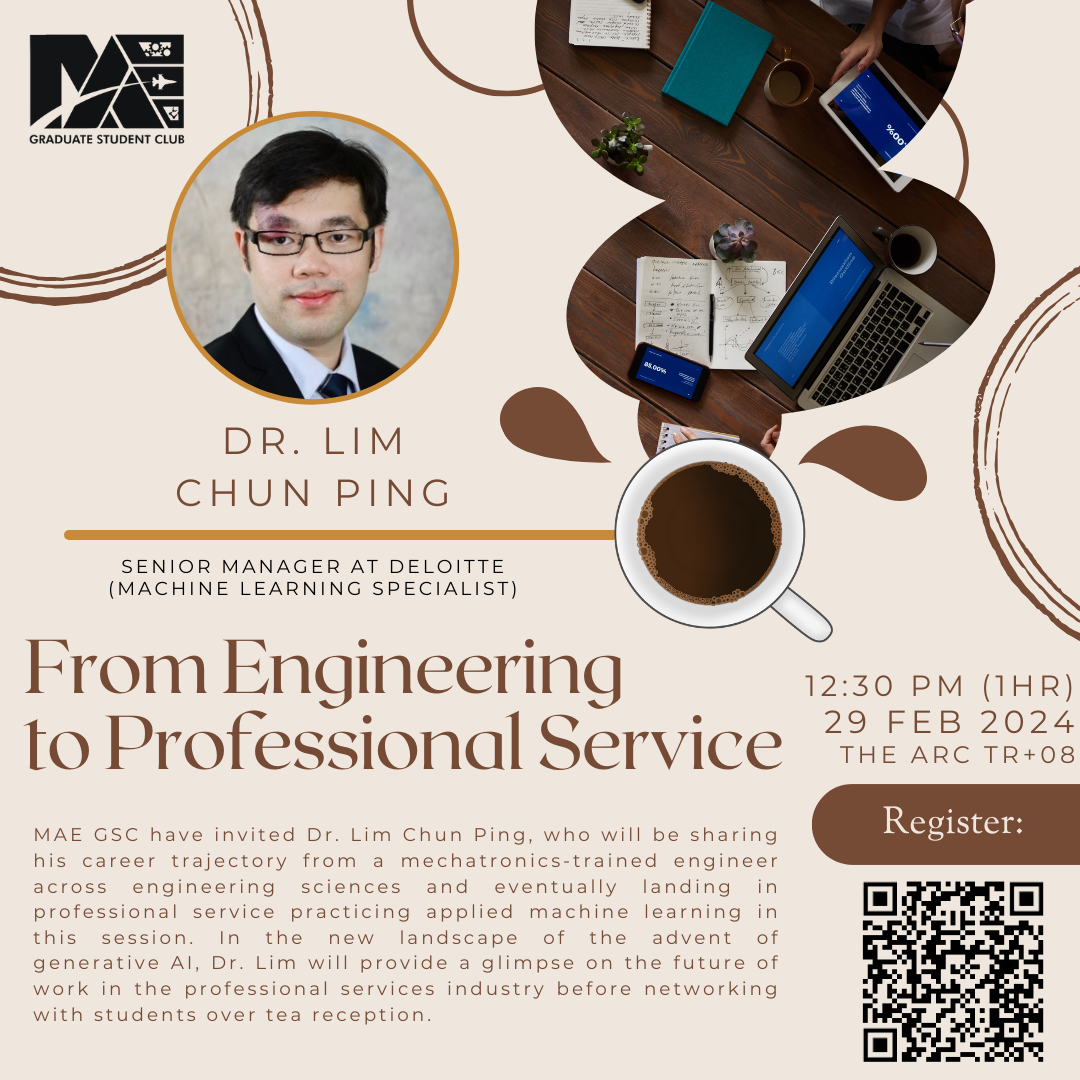 GRADUATE STUDENT CLUB
DR. LIM
CHUN PING
SENIOR MANAGER AT DELOITTE
(MACHINE LEARNING SPECIALIST)
From Engineering
to Professional Service
12:30 PM (1HR)
29 FEB 2024
THE ARC TR+08
Register:
MAE GSC have invited Dr. Lim Chun Ping, who will be sharing
his career trajectory from a mechatronics-trained engineer
across engineering sciences and eventually landing in
professional service practicing applied machine learning in
this session. In the new landscape of the advent of
generative AI, Dr. Lim will provide a glimpse on the future of
work in the professional services industry before networking
with students over tea reception.
85.00%